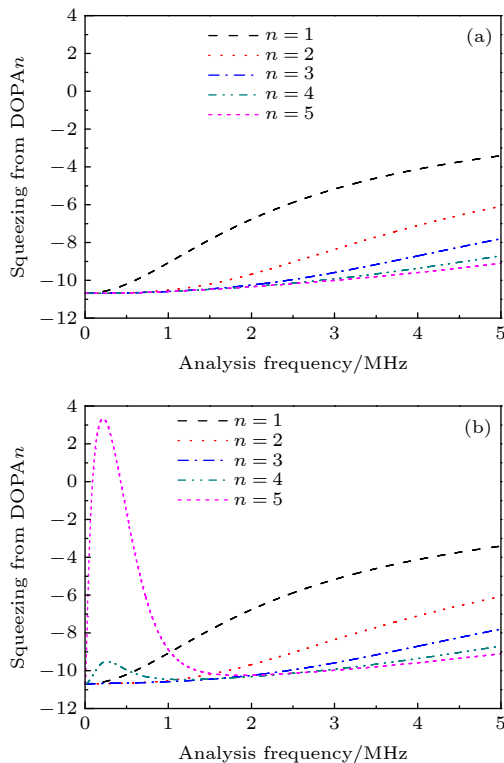 4
2
0
−2
−4
−6
−8
−10
−12
Squeezing from DOPAn
(a)
n = 1
n = 2
n = 3
n = 4
n = 5
0 1 2 3 4 5
Analysis frequency/MHz
4
2
0
−2
−4
−6
−8
−10
−12
Squeezing from DOPAn
(b)
n = 1
n = 2
n = 3
n = 4
n = 5
0 1 2 3 4 5
Analysis frequency/MHz